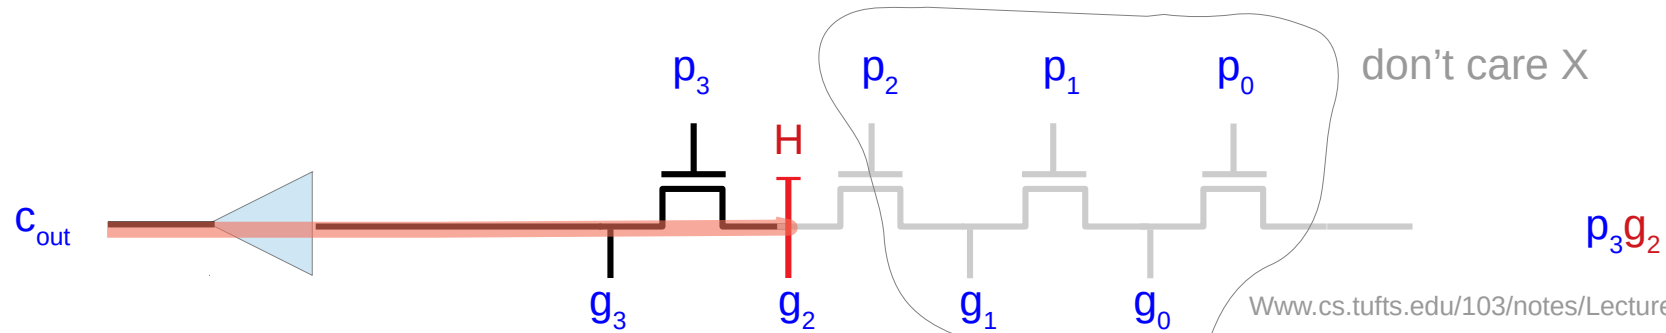 p3 p2 p1 p0 don't care X
H
cout p3g2
g3 g2 g1 g0 Www.cs.tufts.edu/103/notes/Lecture